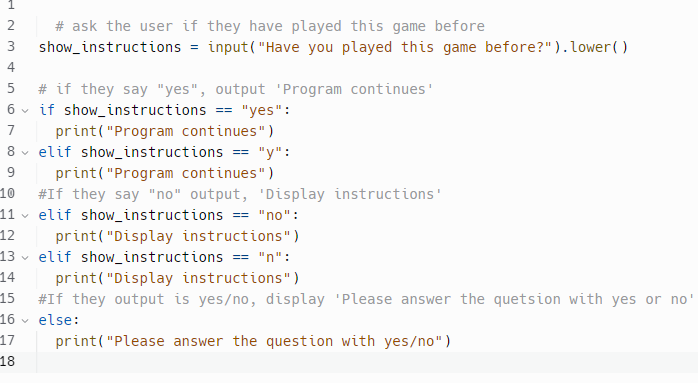 1
2 # ask the user if they have played this game before
3 show_instructions = input("Have you played this game before?").lower()
4
5 # if they say "yes", output 'Program continues'
6 if show_instructions == "yes":
7 print("Program continues")
8 elif show_instructions == "y":
9 print("Program continues")
10 #If they say "no" output, 'Display instructions'
11 elif show_instructions == "no":
12 print("Display instructions")
13 elif show_instructions == "n":
14 print("Display instructions")
15 #If they output is yes/no, display 'Please answer the quetsion with yes or no'
16 else:
17 print("Please answer the question with yes/no")
18